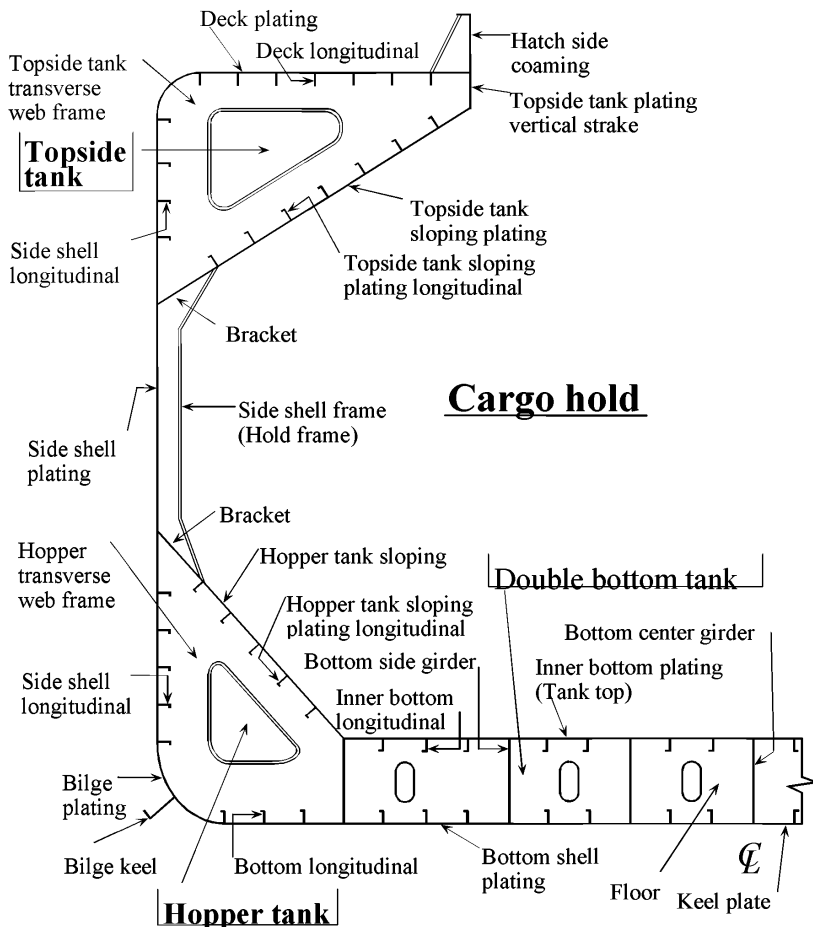 Deck plating
Deck longitudinal
Hatch side
coaming
Topside tank
transverse
web frame
Topside tank plating
vertical strake
Topside
tank
Topside tank
sloping plating
Side shell
longitudinal
Topside tank sloping
plating longitudinal
Bracket
Cargo hold
Side shell frame
(Hold frame)
Side shell
plating
Bracket
Hopper
transverse
web frame
Hopper tank sloping
Double bottom tank
Hopper tank sloping
plating longitudinal
Bottom center girder
Bottom side girder
Inner bottom plating
(Tank top)
Side shell
longitudinal
Inner bottom
longitudinal
Bilge
plating
Bilge keel
Bottom longitudinal
Bottom shell
plating
Floor
℄
Keel plate
Hopper tank